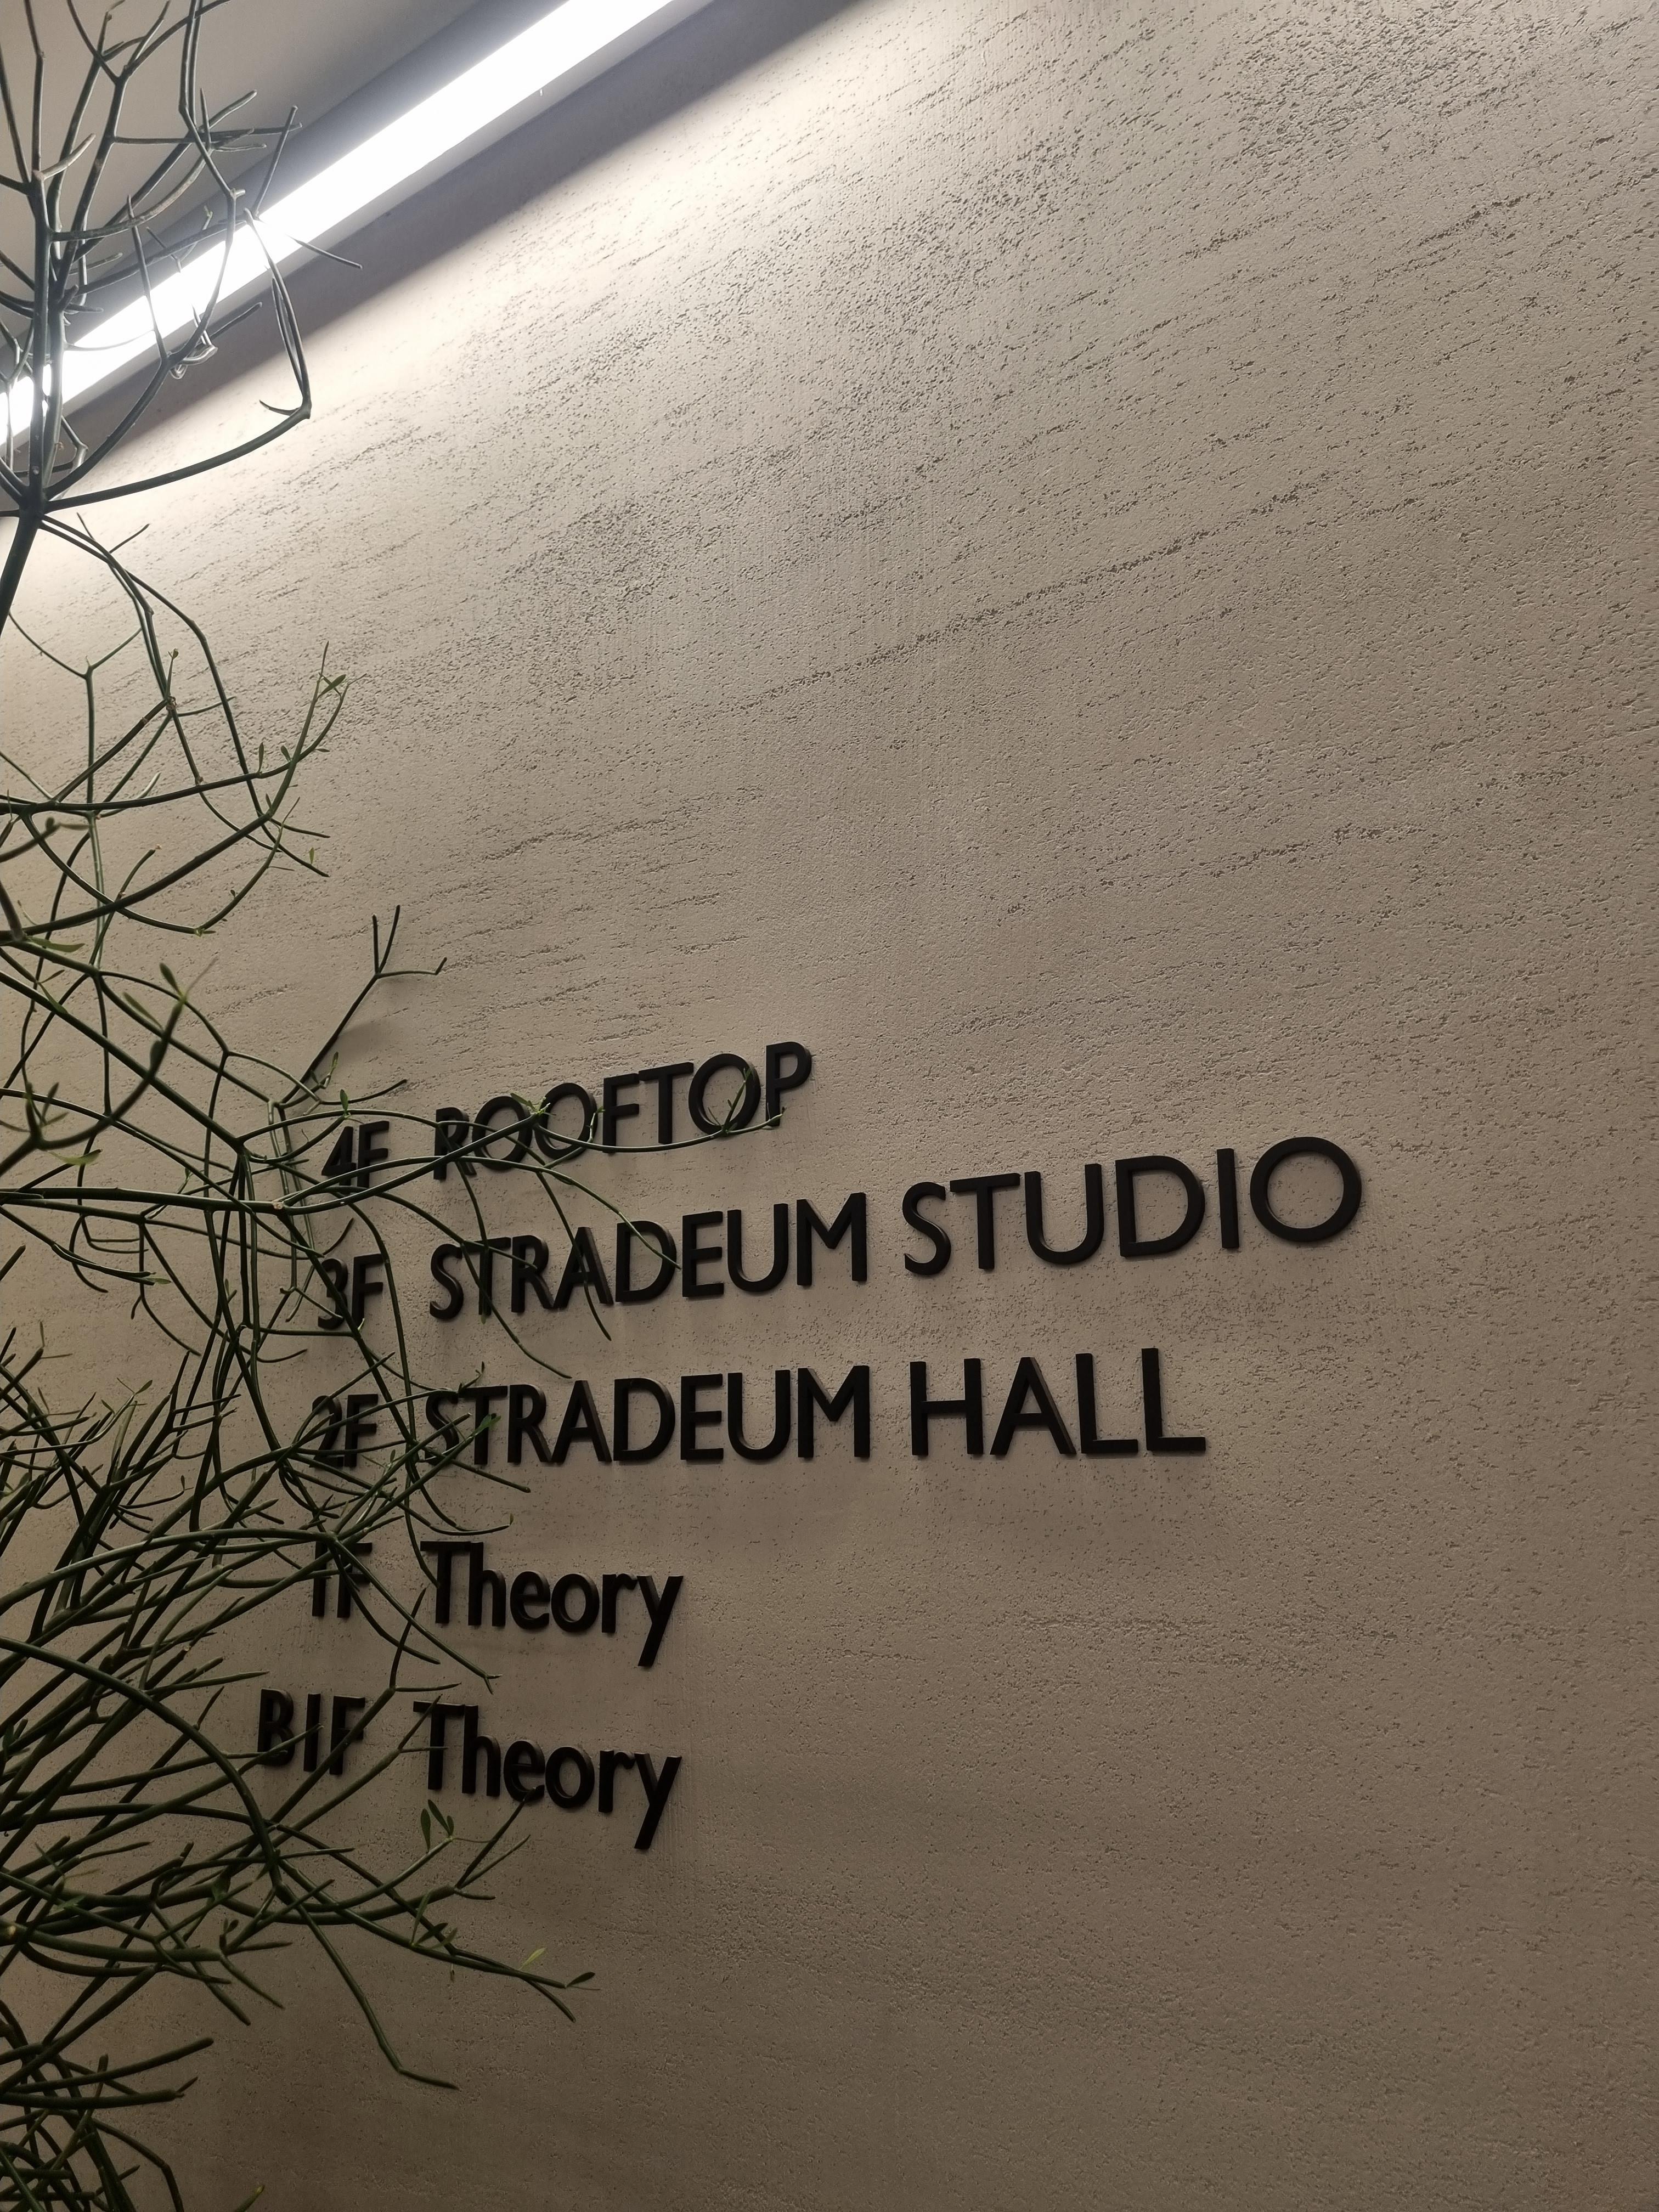 4F ROOFTOP
3F STRADEUM STUDIO
2F STRADEUM HALL
1F Theory
B1F Theory